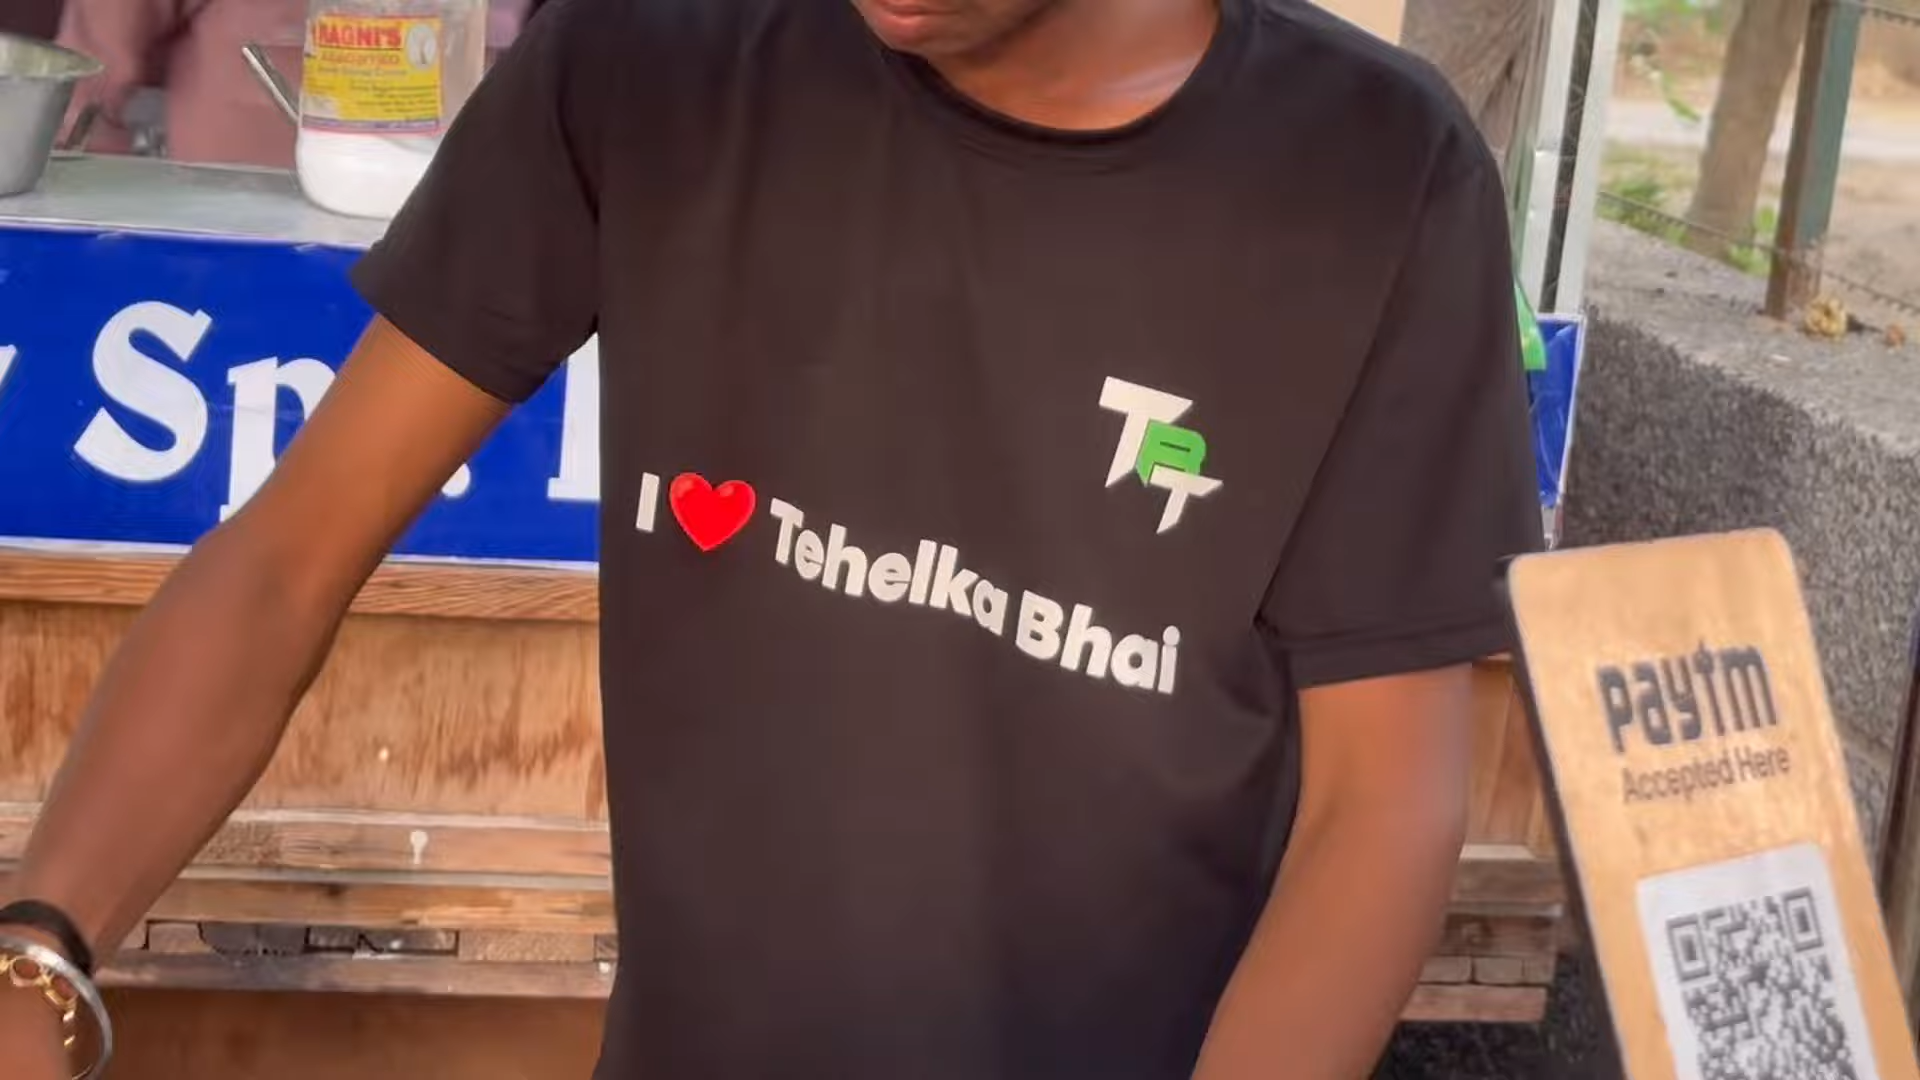 RAGNI'S
Sp.
I ❤ Tehelka Bhai
TBT
paytm
Accepted Here